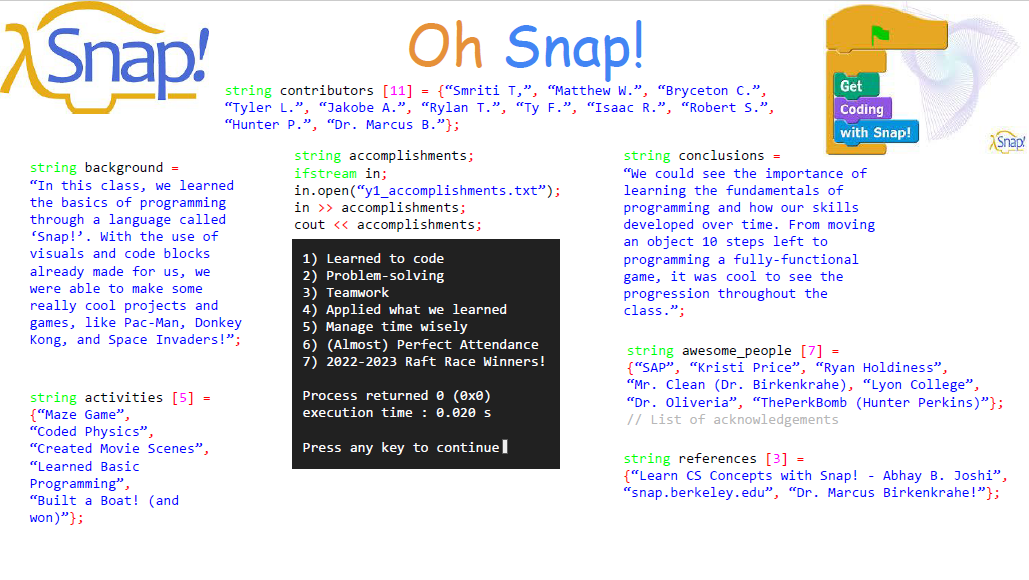 Snap!
Oh Snap!
string contributors [11] = {“Smriti T,”, “Matthew W.”, “Bryceton C.”,
“Tyler L.”, “Jakobe A.”, “Rylan T.”, “Ty F.”, “Isaac R.”, “Robert S.”,
“Hunter P.”, “Dr. Marcus B.”};
Get
Coding
with Snap!
Snap!
string background =
“In this class, we learned
the basics of programming
through a language called
‘Snap!’. With the use of
visuals and code blocks
already made for us, we
were able to make some
really cool projects and
games, like Pac-Man, Donkey
Kong, and Space Invaders!”;
string activities [5] =
{“Maze Game”,
“Coded Physics”,
“Created Movie Scenes”,
“Learned Basic
Programming”,
“Built a Boat! (and
won)”};
string accomplishments;
ifstream in;
in.open(“y1_accomplishments.txt”);
in >> accomplishments;
cout << accomplishments;
1) Learned to code
2) Problem-solving
3) Teamwork
4) Applied what we learned
5) Manage time wisely
6) (Almost) Perfect Attendance
7) 2022-2023 Raft Race Winners!
Process returned 0 (0x0)
execution time : 0.020 s
Press any key to continue
string conclusions =
“We could see the importance of
learning the fundamentals of
programming and how our skills
developed over time. From moving
an object 10 steps left to
programming a fully-functional
game, it was cool to see the
progression throughout the
class.”;
string awesome_people [7] =
{“SAP”, “Kristi Price”, “Ryan Holdiness”,
“Mr. Clean (Dr. Birkenkrahe), “Lyon College”,
“Dr. Oliveria”, “ThePerkBomb (Hunter Perkins)”};
// List of acknowledgements
string references [3] =
{“Learn CS Concepts with Snap! - Abhay B. Joshi”,
“snap.berkeley.edu”, “Dr. Marcus Birkenkrahe!”};